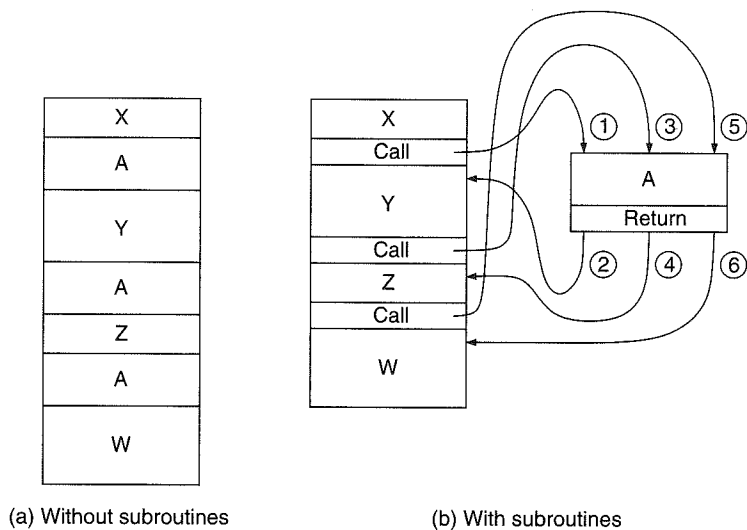 X
A
Y
A
Z
A
W
(a) Without subroutines
X
Call
Y
Call
Z
Call
W
1
3
5
A
Return
2
4
6
(b) With subroutines